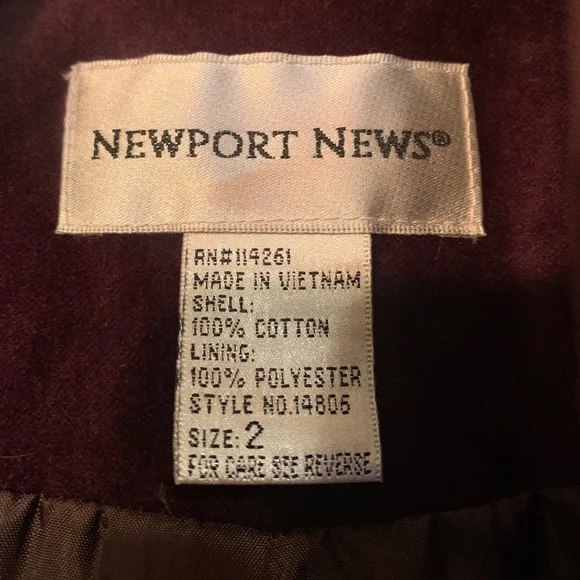 NEWPORT NEWS®
RN#114261
MADE IN VIETNAM
SHELL:
100% COTTON
LINING:
100% POLYESTER
STYLE NO.14806
SIZE: 2
FOR CARE SEE REVERSE